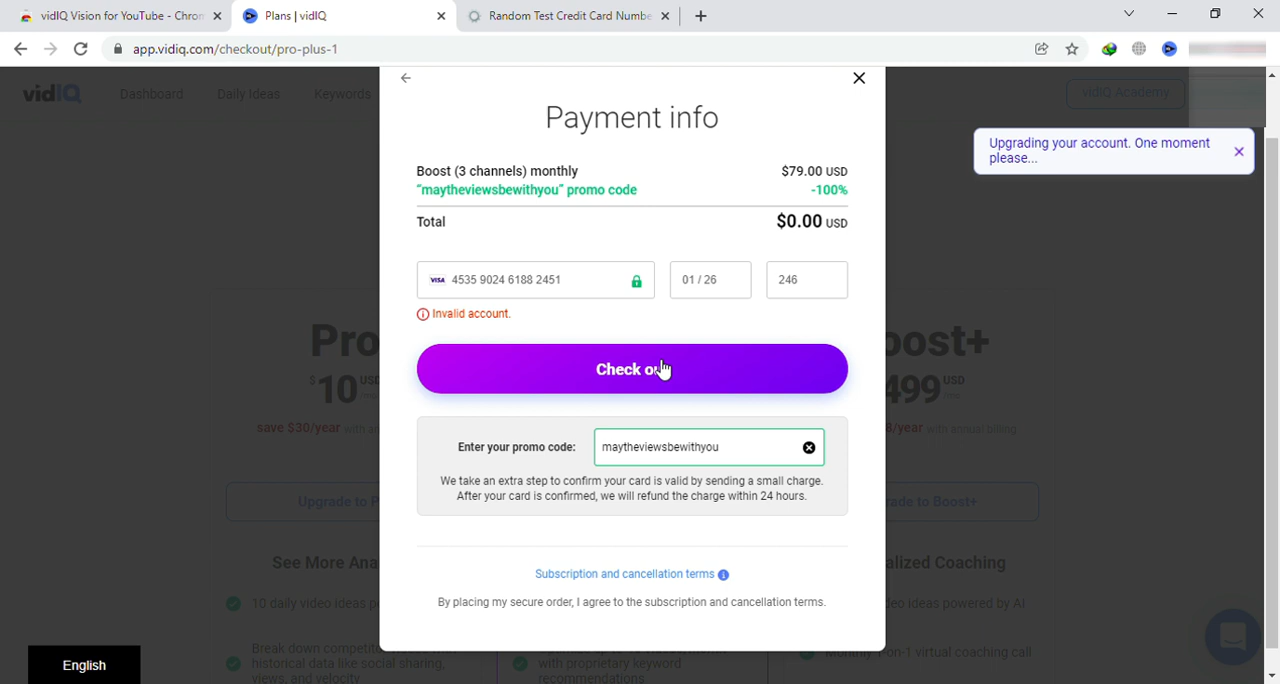 vidIQ Vision for YouTube - Chrom
Plans | vidIQ
Random Test Credit Card Numbe
app.vidiq.com/checkout/pro-plus-1
vidIQ
Dashboard
Daily Ideas
Keywords
vidIQ Academy
Upgrading your account. One moment
please...
Payment info
Boost (3 channels) monthly $79.00 USD
“maytheviewsbewithyou” promo code -100%
Total $0.00 USD
VISA 4535 9024 6188 2451 01 / 26 246
Invalid account.
Check o
Enter your promo code: maytheviewsbewithyou
We take an extra step to confirm your card is valid by sending a small charge.
After your card is confirmed, we will refund the charge within 24 hours.
Subscription and cancellation terms
By placing my secure order, I agree to the subscription and cancellation terms.
Pro
$10 USD
save $30/year with an
Upgrade to P
See More Ana
10 daily video ideas p
Break down competito
historical data like social sharing,
views, and velocity
with proprietary keyword
recommendations
oost+
499 USD
8/year with annual billing
rade to Boost+
alized Coaching
deo ideas powered by AI
Monthly 1-on-1 virtual coaching call
English